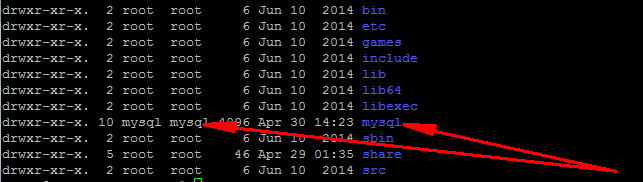 drwxr-xr-x. 2 root root 6 Jun 10 2014 bin
drwxr-xr-x. 2 root root 6 Jun 10 2014 etc
drwxr-xr-x. 2 root root 6 Jun 10 2014 games
drwxr-xr-x. 2 root root 6 Jun 10 2014 include
drwxr-xr-x. 2 root root 6 Jun 10 2014 lib
drwxr-xr-x. 2 root root 6 Jun 10 2014 lib64
drwxr-xr-x. 2 root root 6 Jun 10 2014 libexec
drwxr-xr-x. 10 mysql mysql 4096 Apr 30 14:23 mysql
drwxr-xr-x. 2 root root 6 Jun 10 2014 sbin
drwxr-xr-x. 5 root root 46 Apr 29 01:35 share
drwxr-xr-x. 2 root root 6 Jun 10 2014 src